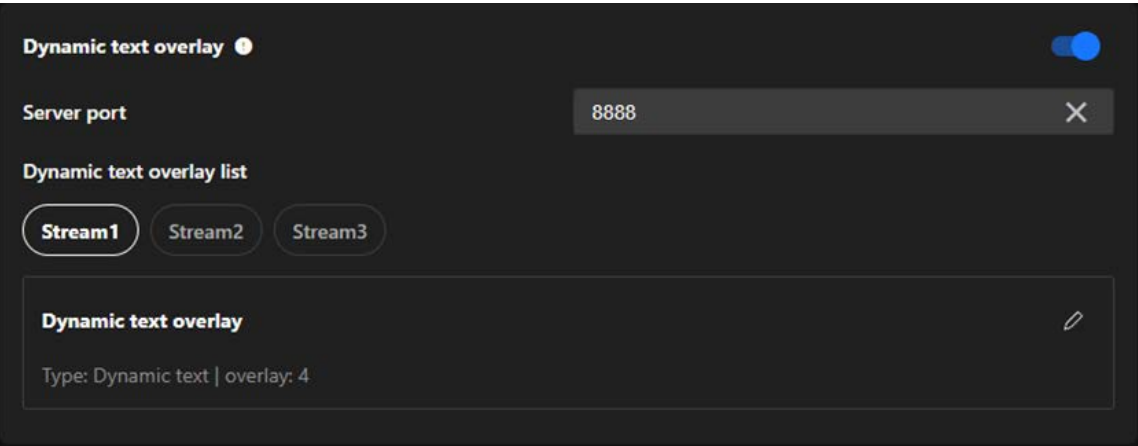 Dynamic text overlay
Server port
8888
Dynamic text overlay list
Stream1 Stream2 Stream3
Dynamic text overlay
Type: Dynamic text | overlay: 4